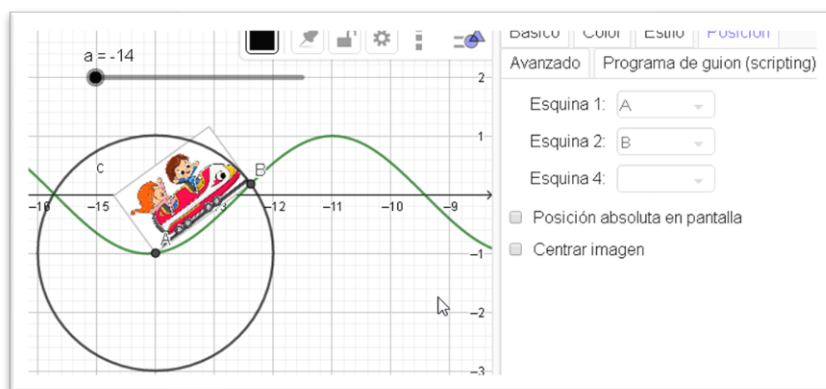 Básico Color Estilo Posición
a = -14
Avanzado Programa de guion (scripting)
2
Esquina 1: A
1
Esquina 2: B
c
B
Esquina 4:
-16 -15 -13 -12 -11 -10 -9
Posición absoluta en pantalla
A
Centrar imagen
-1
-2
-3